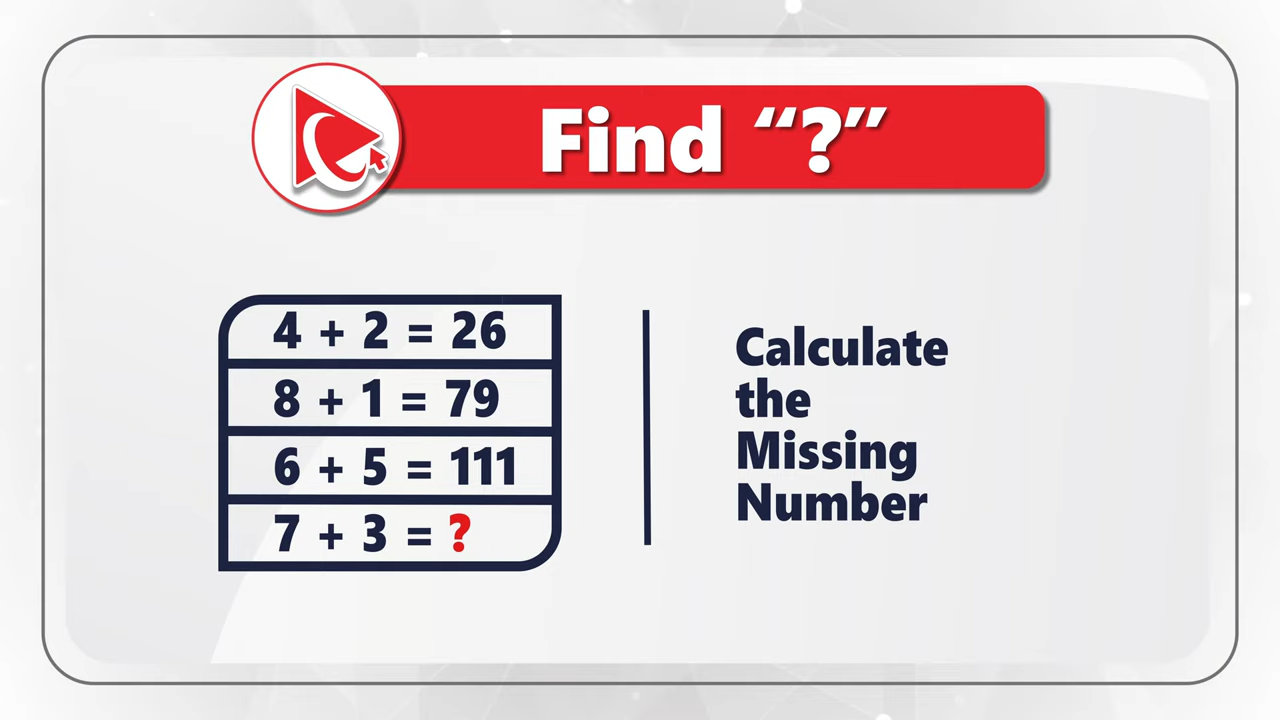 Find “?”
4 + 2 = 26
8 + 1 = 79
6 + 5 = 111
7 + 3 = ?
Calculate
the
Missing
Number